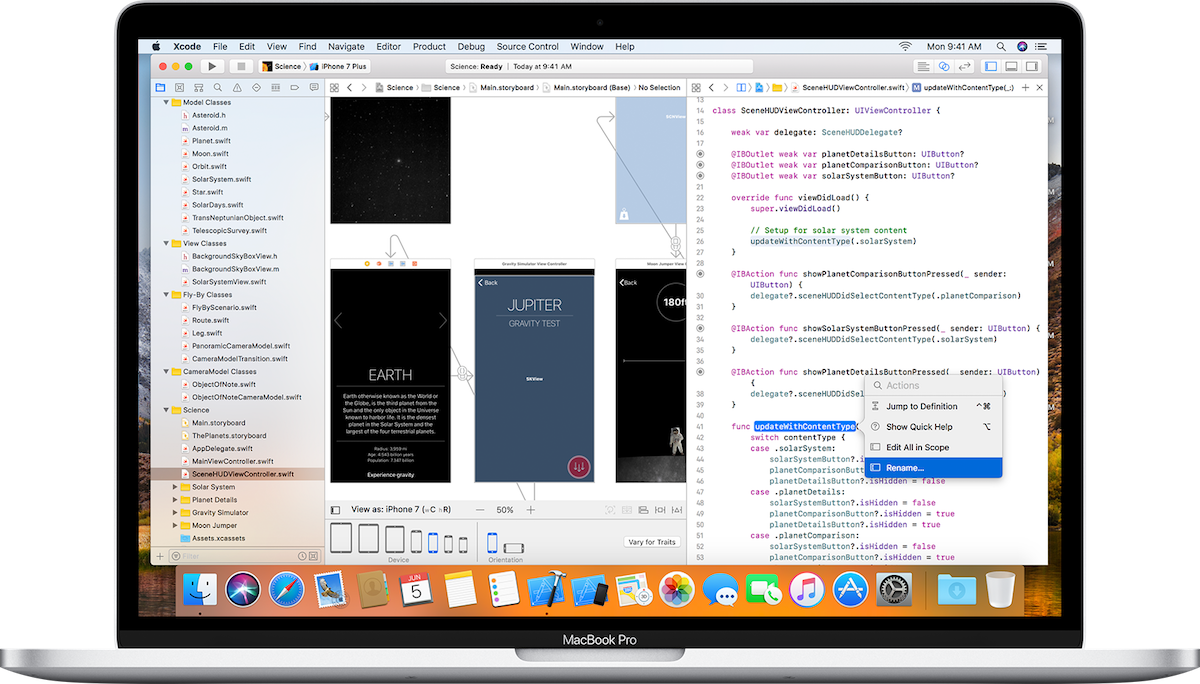 Xcode File Edit View Find Navigate Editor Product Debug Source Control Window Help
Mon 9:41 AM
Science iPhone 7 Plus
Science: Ready | Today at 9:41 AM
Model Classes
Asteroid.h
Asteroid.m
Planet.swift
Moon.swift
Orbit.swift
SolarSystem.swift
Star.swift
SolarDays.swift
TransNeptunianObject.swift
TelescopicSurvey.swift
View Classes
BackgroundSkyBoxView.h
BackgroundSkyBoxView.m
SolarSystemView.swift
Fly-By Classes
FlyByScenario.swift
Route.swift
Leg.swift
PanoramicCameraModel.swift
CameraModelTransition.swift
CameraModel Classes
ObjectOfNote.swift
ObjectOfNoteCameraModel.swift
Science
Main.storyboard
ThePlanets.storyboard
AppDelegate.swift
MainViewController.swift
SceneHUDViewController.swift
Solar System
Planet Details
Gravity Simulator
Moon Jumper
Assets.xcassets
Filter
Science Science Main.storyboard Main.storyboard (Base) No Selection
SCNView
EARTH
Earth otherwise known as the World or
the Globe, is the third planet from the
Sun and the only object in the Universe
known to harbor life. It is the densest
planet in the Solar System and the
largest of the four terrestrial planets.
Radius: 3,959 mi
Age: 4.543 billion years
Population: 7.347 billion
Experience gravity
Gravity Simulator View Controller
Back
JUPITER
GRAVITY TEST
SKView
Moon Jumper View
Back
180ft
View as: iPhone 7 (wC hR)
50%
Device
Orientation
Vary for Traits
SceneHUDViewController.swift updateWithContentType(_:)
13
14 class SceneHUDViewController: UIViewController {
15
16 weak var delegate: SceneHUDDelegate?
17
@IBOutlet weak var planetDetailsButton: UIButton?
@IBOutlet weak var planetComparisonButton: UIButton?
@IBOutlet weak var solarSystemButton: UIButton?
21
22 override func viewDidLoad() {
23 super.viewDidLoad()
24
25 // Setup for solar system content
26 updateWithContentType(.solarSystem)
27 }
28
@IBAction func showPlanetComparisonButtonPressed(_ sender:
UIButton) {
30 delegate?.sceneHUDDidSelectContentType(.planetComparison)
31 }
32
@IBAction func showSolarSystemButtonPressed(_ sender: UIButton) {
34 delegate?.sceneHUDDidSelectContentType(.solarSystem)
35 }
36
@IBAction func showPlanetDetailsButtonPressed(_ sender: UIButton)
{
38 delegate?.sceneHUDDidSel
39 }
40
41 func updateWithContentType(
42 switch contentType {
43 case .solarSystem:
44 solarSystemButton?.i
45 planetComparisonButt
46 planetDetailsButton?.isHidden = false
47 case .planetDetails:
48 solarSystemButton?.isHidden = false
49 planetComparisonButton?.isHidden = true
50 planetDetailsButton?.isHidden = true
51 case .planetComparison:
52 solarSystemButton?.isHidden = false
53 planetComparisonButton?.isHidden = true
Actions
Jump to Definition ^⌘
Show Quick Help ⌥
Edit All in Scope
Rename...
JUN
5
MacBook Pro